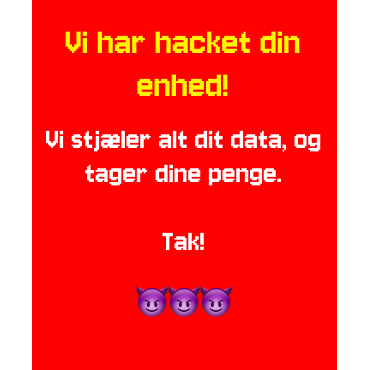 Vi har hacket din
enhed!
Vi stjæler alt dit data, og
tager dine penge.
Tak!
😈😈😈